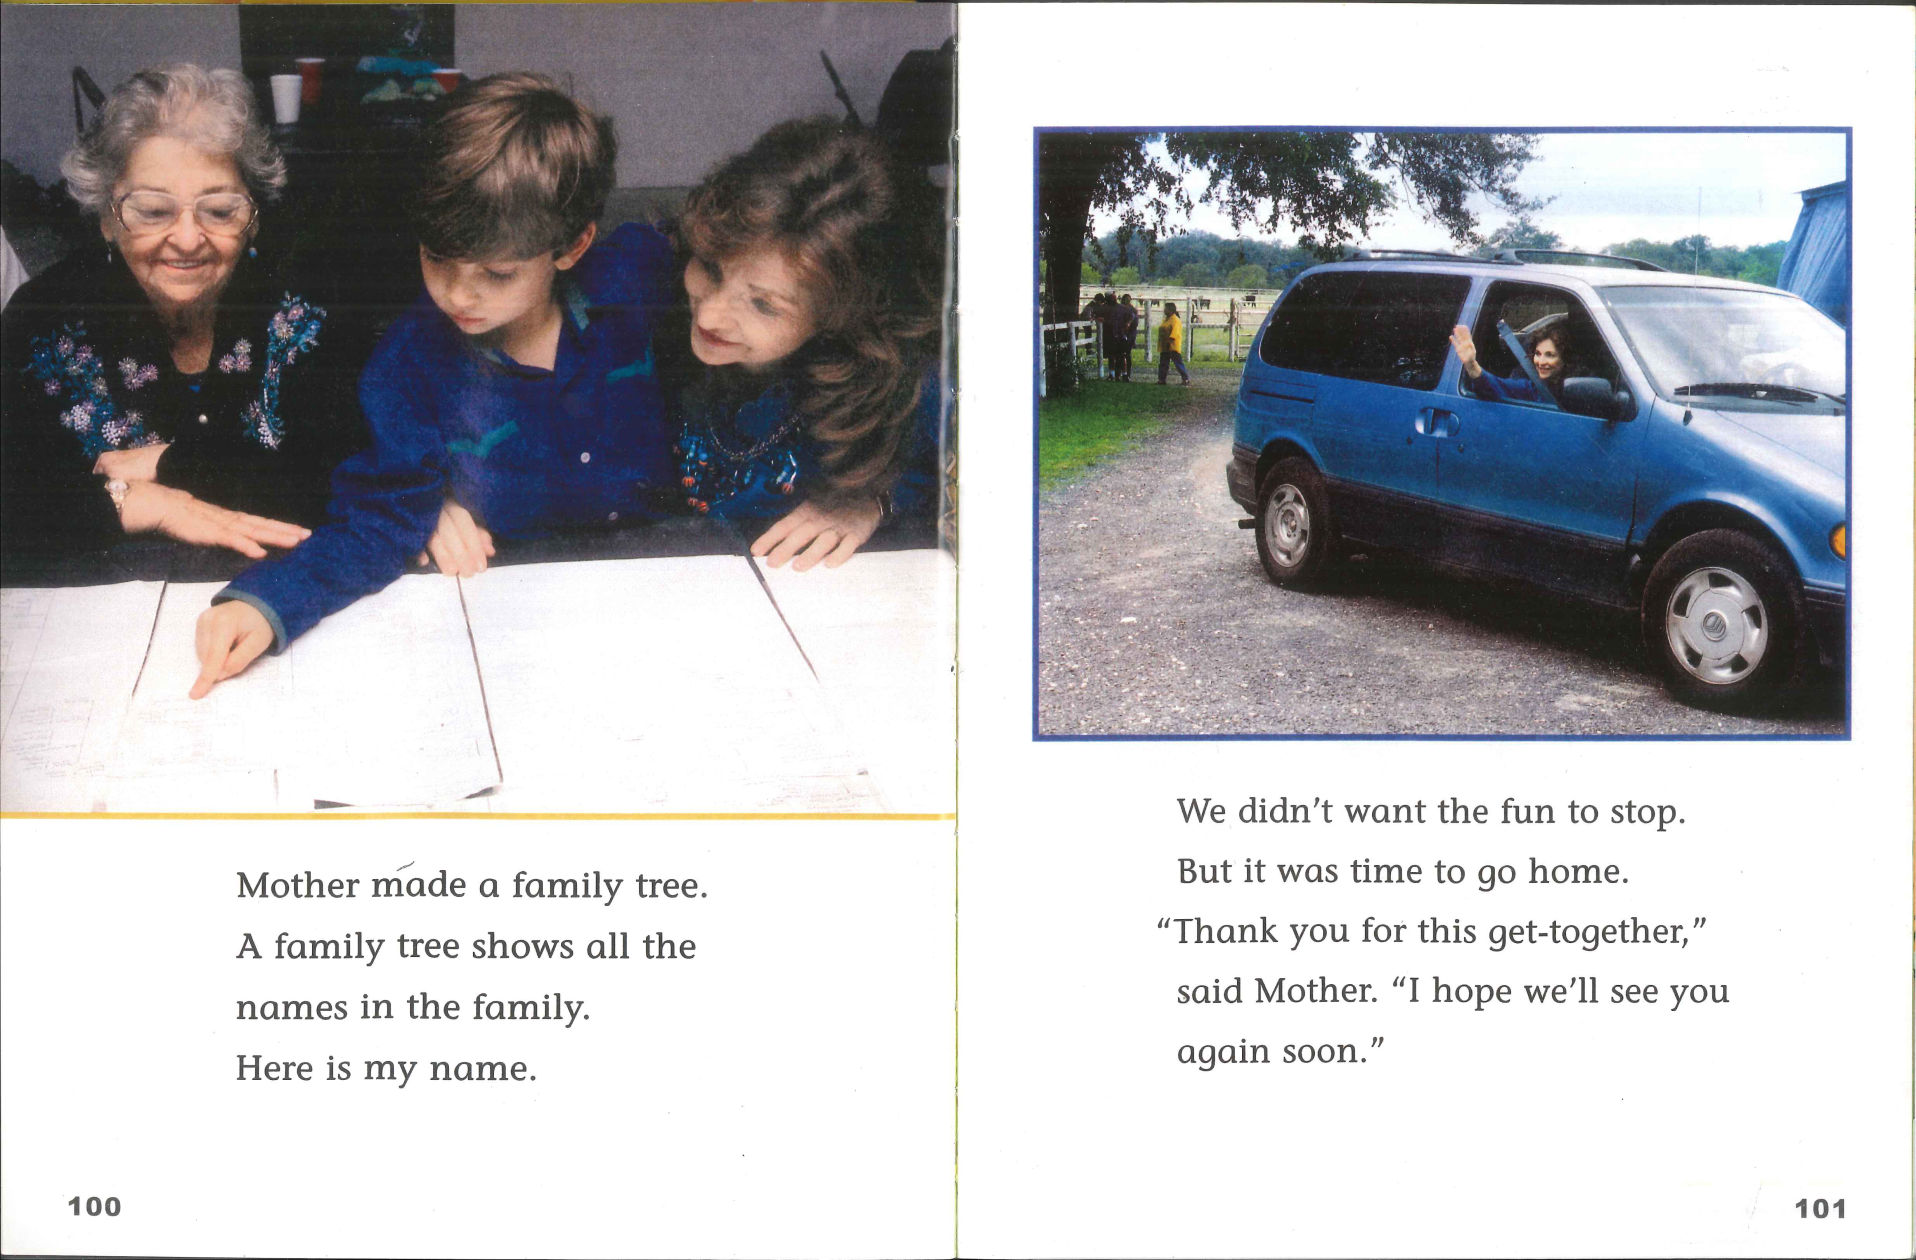 Mother made a family tree.
A family tree shows all the
names in the family.
Here is my name.
100
We didn't want the fun to stop.
But it was time to go home.
“Thank you for this get-together,”
said Mother. “I hope we'll see you
again soon.”
101